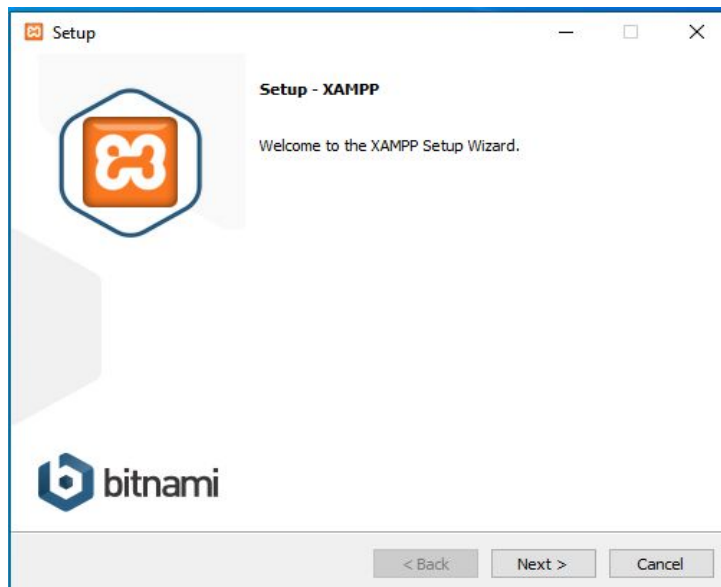 Setup
Setup - XAMPP
Welcome to the XAMPP Setup Wizard.
bitnami
< Back
Next >
Cancel